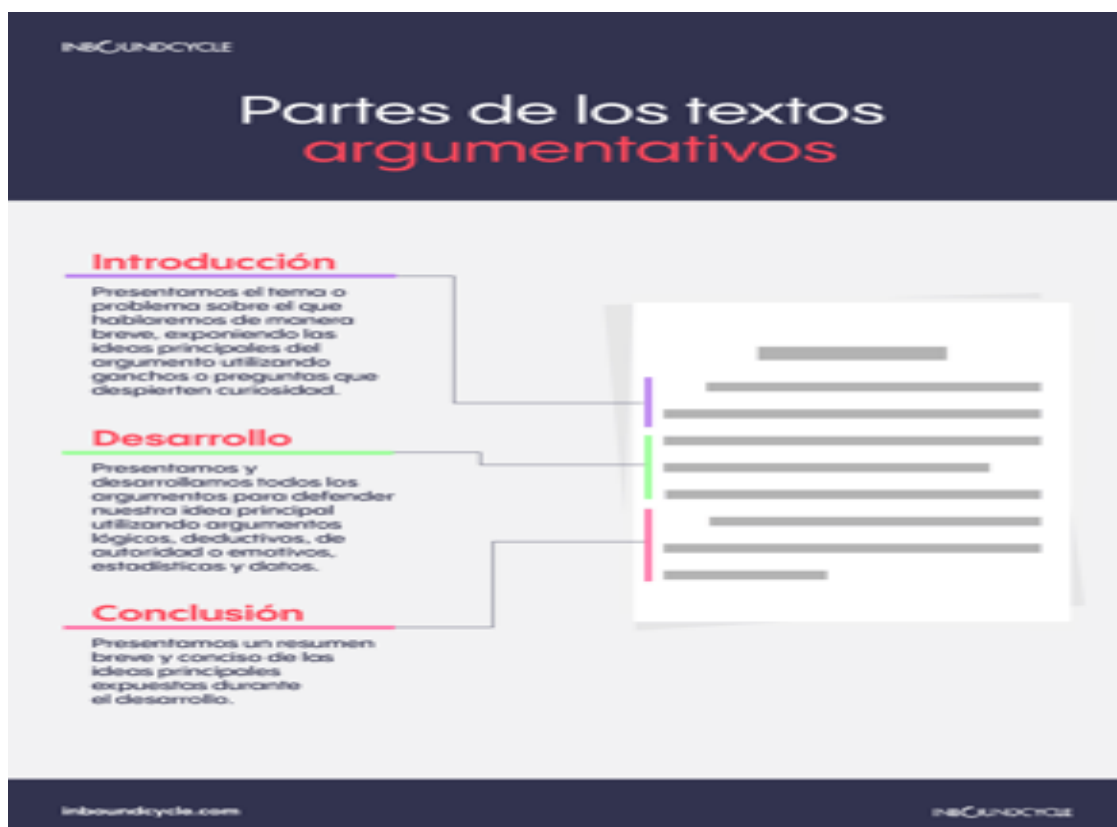 INBOUNDCYCLE
Partes de los textos
argumentativos
Introducción
Presentamos el tema o
problema sobre el que
hablaremos de manera
breve, exponiendo las
ideas principales del
argumento utilizando
ganchos o preguntas que
despierten curiosidad.
Desarrollo
Presentamos y
desarrollamos todos los
argumentos para defender
nuestra idea principal
utilizando argumentos
lógicos, deductivos, de
autoridad o emotivos,
estadísticas y datos.
Conclusión
Presentamos un resumen
breve y conciso de las
ideas principales
expuestas durante
el desarrollo.
inboundcycle.com
INBOUNDCYCLE